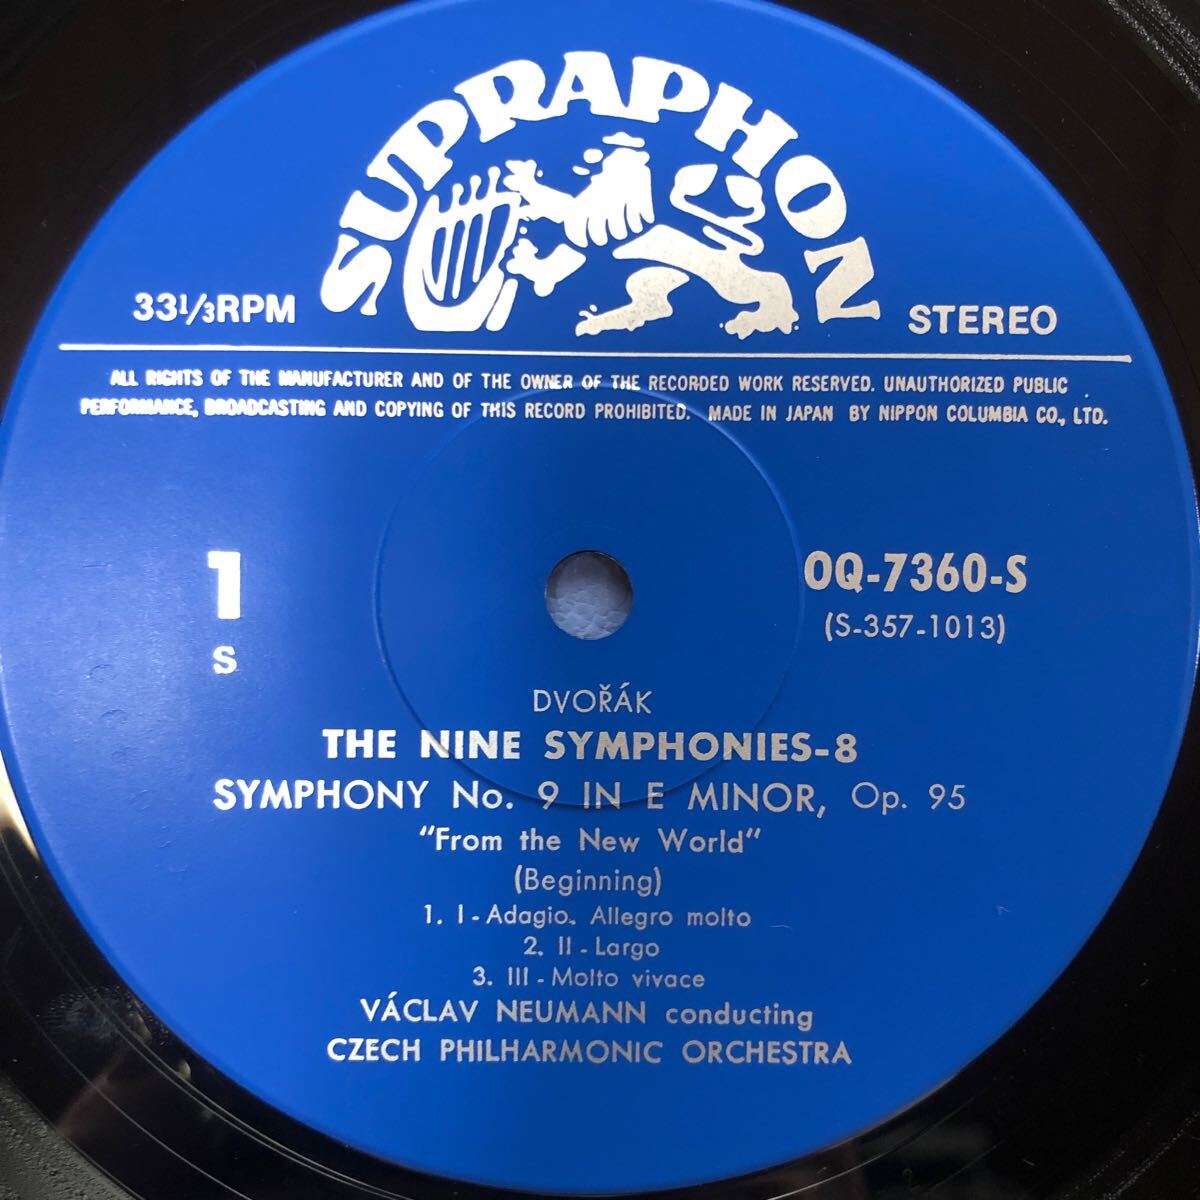 SUPRAPHON
33 1/3 RPM
STEREO
ALL RIGHTS OF THE MANUFACTURER AND OF THE OWNER OF THE RECORDED WORK RESERVED. UNAUTHORIZED PUBLIC
PERFORMANCE, BROADCASTING AND COPYING OF THIS RECORD PROHIBITED. MADE IN JAPAN BY NIPPON COLUMBIA CO., LTD.
1
S
OQ-7360-S
(S-357-1013)
DVOŘÁK
THE NINE SYMPHONIES-8
SYMPHONY No. 9 IN E MINOR, Op. 95
"From the New World"
(Beginning)
1. I - Adagio. Allegro molto
2. II - Largo
3. III - Molto vivace
VÁCLAV NEUMANN conducting
CZECH PHILHARMONIC ORCHESTRA